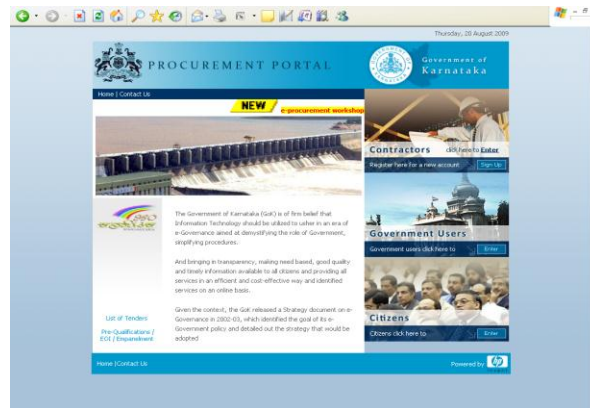 Thursday, 20 August 2009
PROCUREMENT PORTAL
Government of
Karnataka
Home | Contact Us
NEW
e-procurement workshop
Contractors click here to Enter
Register here for a new account Sign Up
Government Users
Government users click here to Enter
Citizens
Citizens click here to Enter
The Government of Karnataka (GoK) is of firm belief that
Information Technology should be utilized to usher in an era of
e-Governance aimed at demystifying the role of Government,
simplifying procedures.
And bringing in transparency, making need based, good quality
and timely information available to all citizens and providing all
services in an efficient and cost-effective way and identified
services on an online basis.
Given the context, the GoK released a Strategy document on e-
Governance in 2002-03, which identified the goal of its e-
Government policy and detailed out the strategy that would be
adopted
List of Tenders
Pre-Qualifications /
EOI / Empanelment
Home |Contact Us
Powered by hp